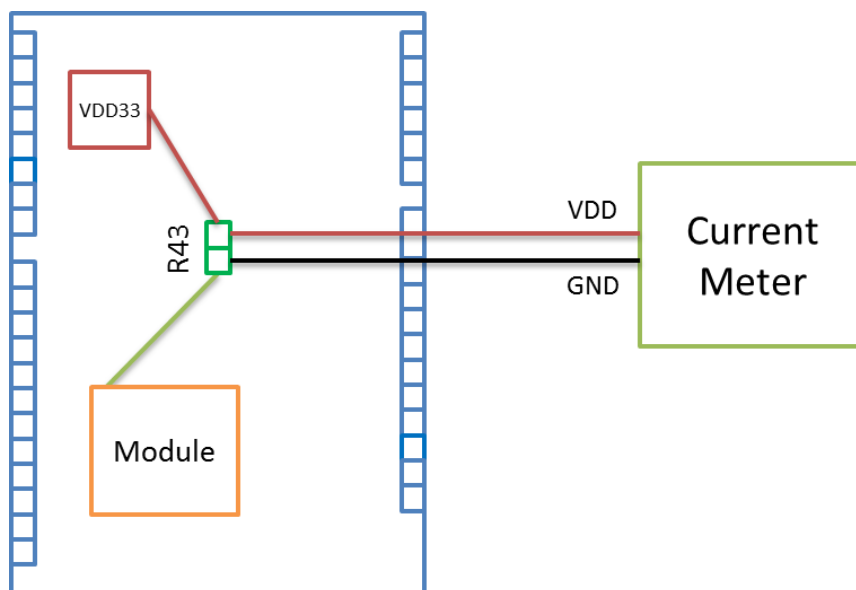 VDD33
R43
VDD
GND
Current
Meter
Module